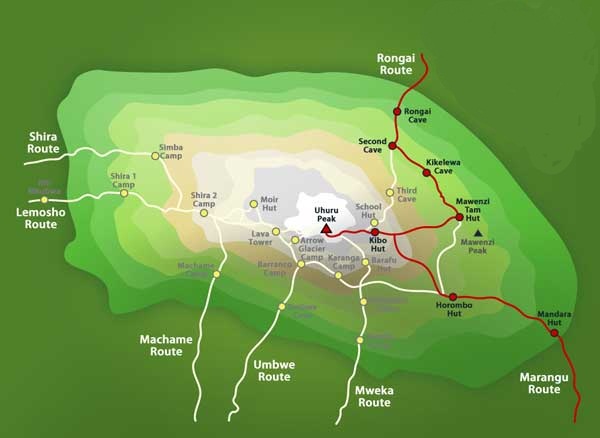 Rongai
Route
Rongai
Cave
Second
Cave
Kikelewa
Cave
Shira
Route
Simba
Camp
Shira 1
Camp
Lemosho
Route
Shira 2
Camp
Moir
Hut
Uhuru
Peak
School
Hut
Third
Cave
Mawenzi
Tarn
Hut
Lava
Tower
Arrow
Glacier
Camp
Kibo
Hut
Mawenzi
Peak
Machame
Camp
Barranco
Camp
Karanga
Camp
Barafu
Hut
Horombo
Hut
Mandara
Hut
Machame
Route
Umbwe
Route
Mweka
Route
Marangu
Route